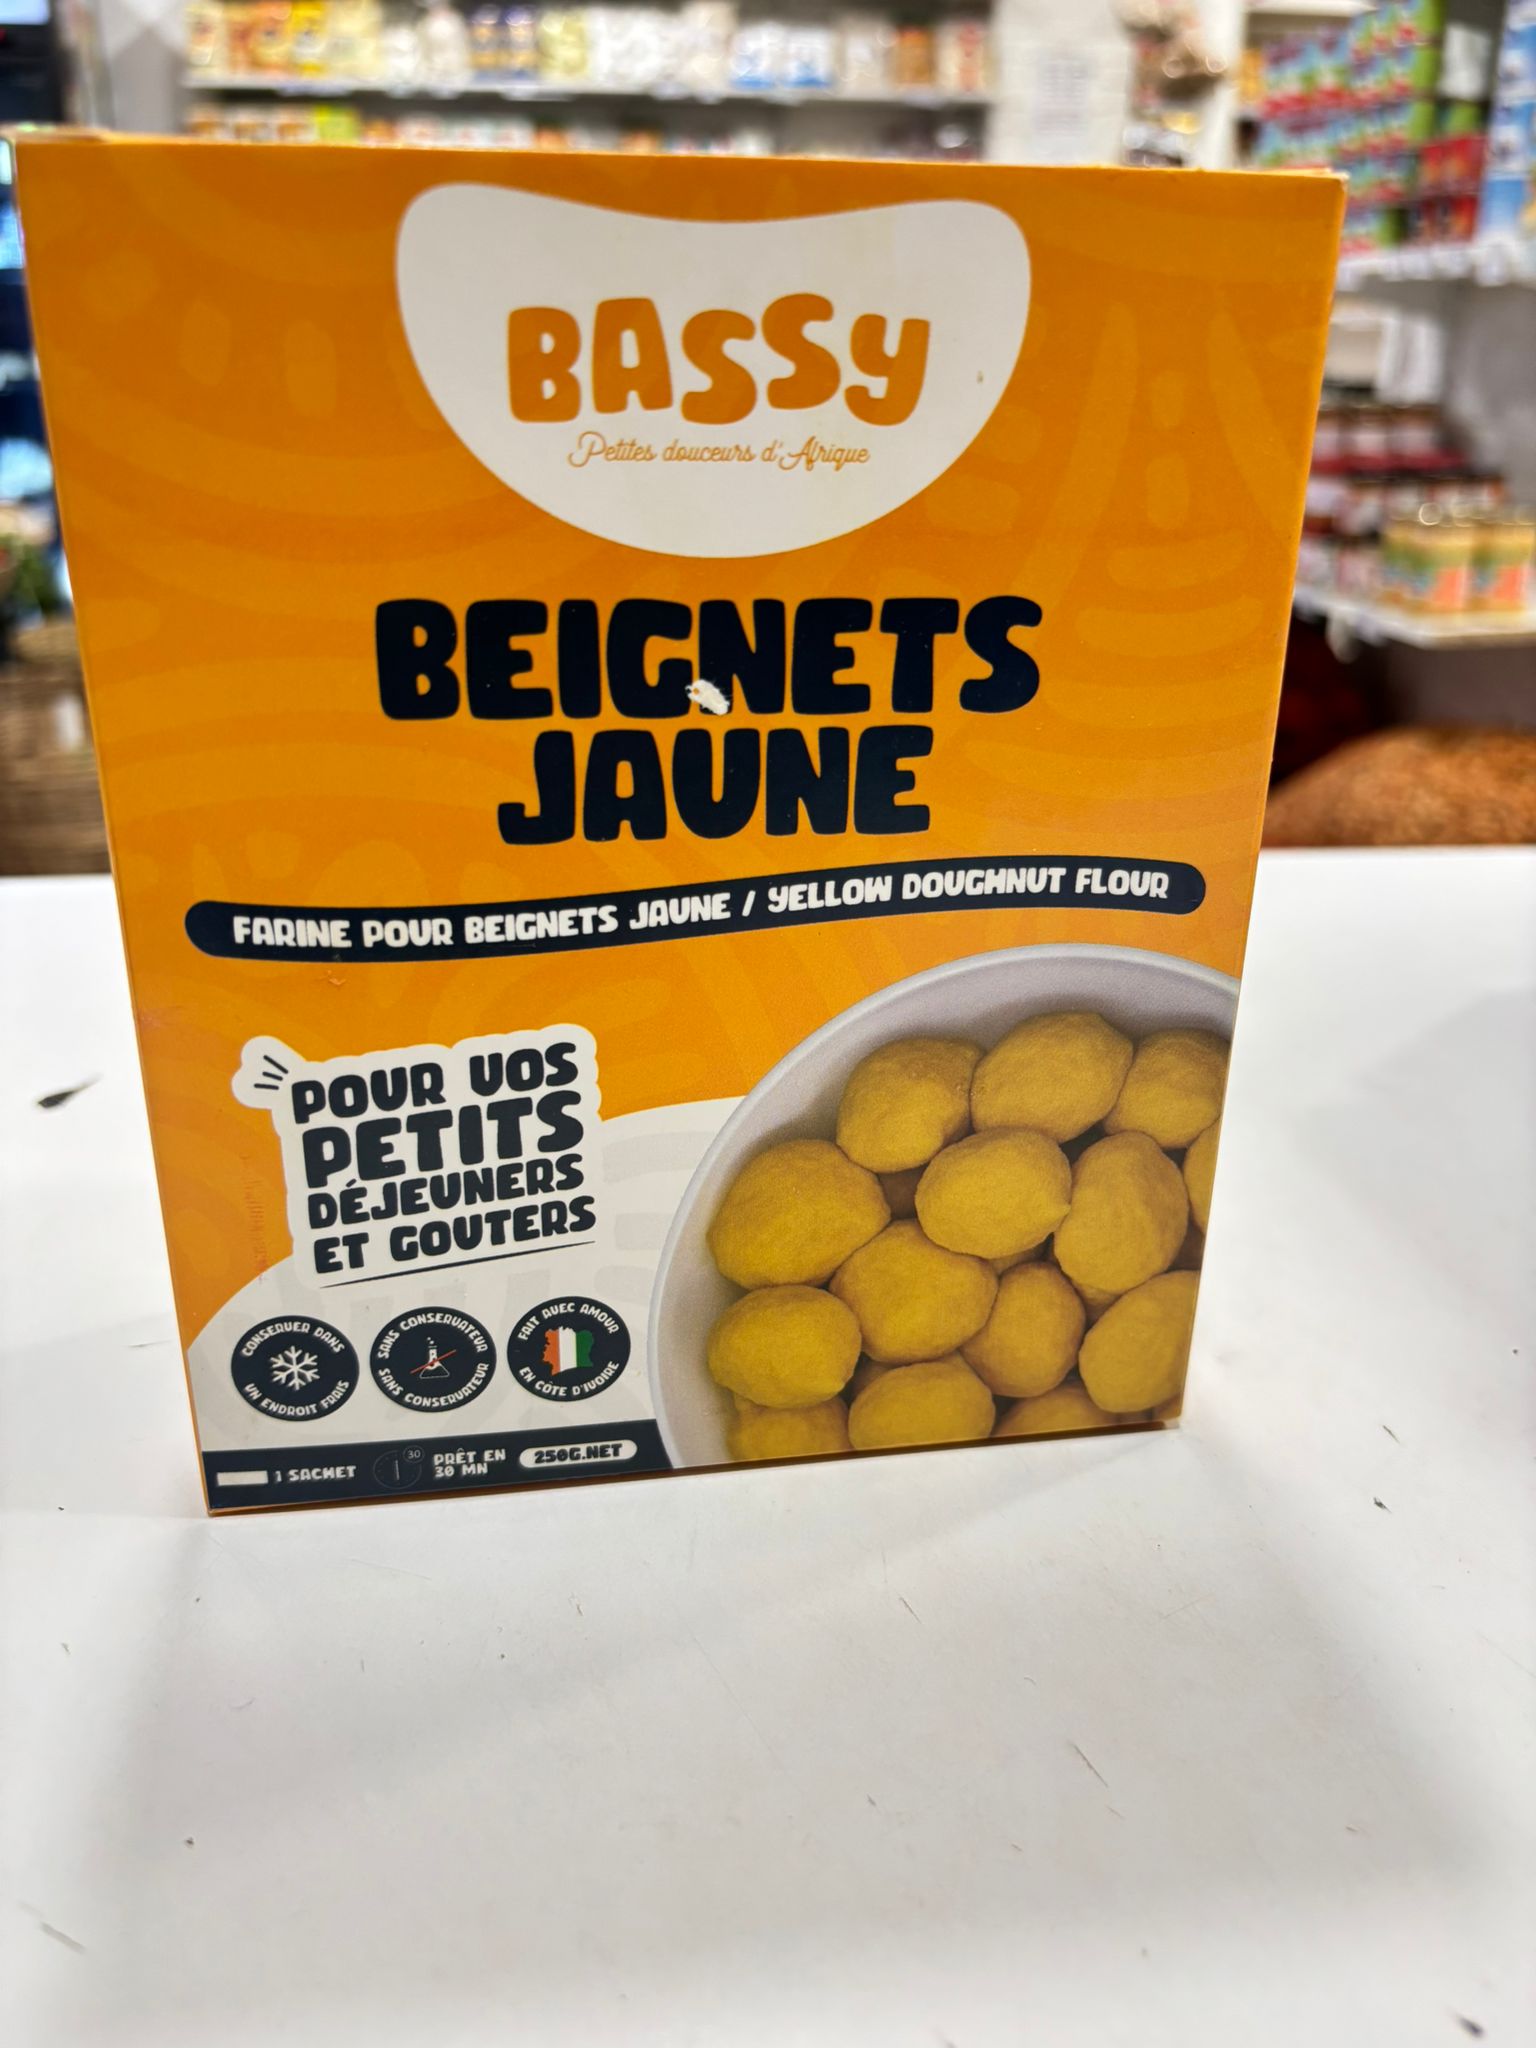 BASSY
Petites douceurs d'Afrique
BEIGNETS
JAUNE
FARINE POUR BEIGNETS JAUNE / YELLOW DOUGHNUT FLOUR
POUR VOS
PETITS
DÉJEUNERS
ET GOUTERS
CONSERVER DANS
UN ENDROIT FRAIS
SANS CONSERVATEUR
SANS CONSERVATEUR
FAIT AVEC AMOUR
EN CÔTE D'IVOIRE
1 SACHET
30
PRÊT EN
30 MN
250G.NET